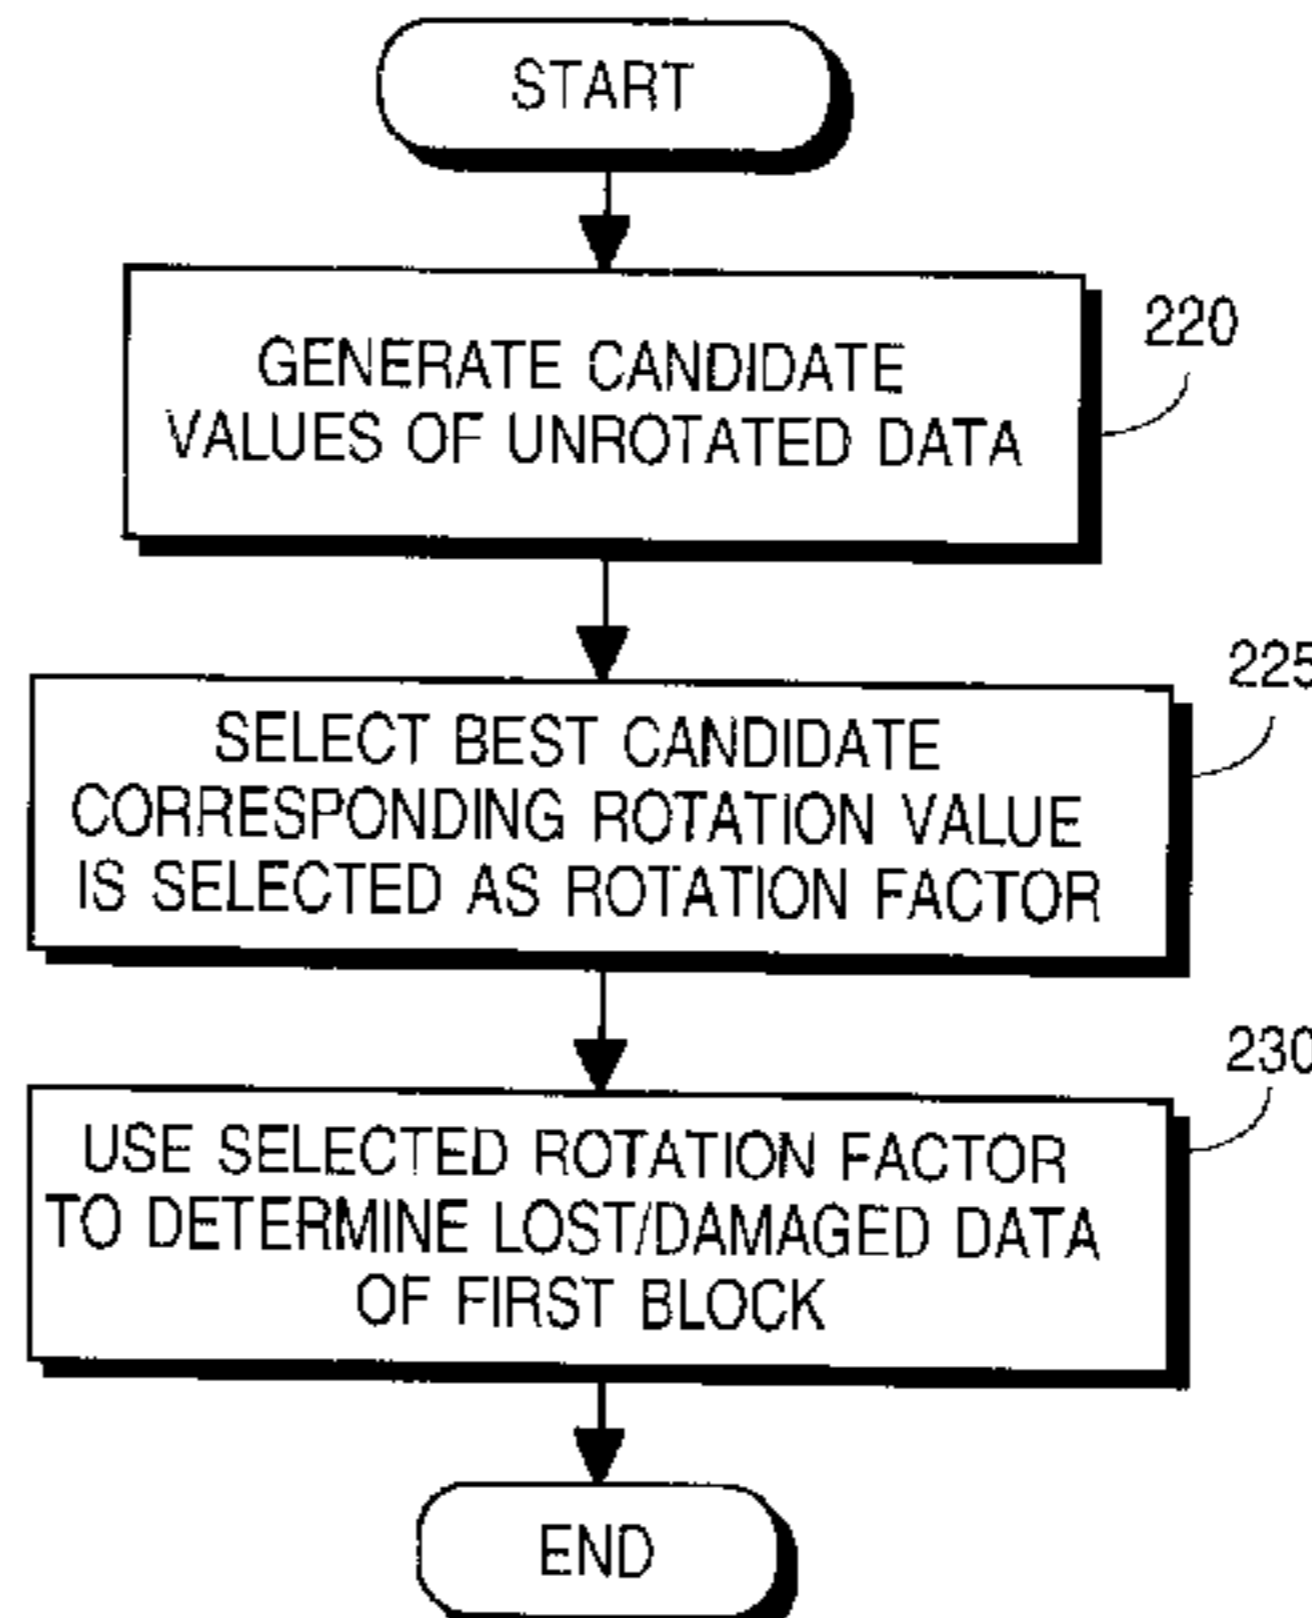 START
GENERATE CANDIDATE
VALUES OF UNROTATED DATA
220
SELECT BEST CANDIDATE
CORRESPONDING ROTATION VALUE
IS SELECTED AS ROTATION FACTOR
225
USE SELECTED ROTATION FACTOR
TO DETERMINE LOST/DAMAGED DATA
OF FIRST BLOCK
230
END